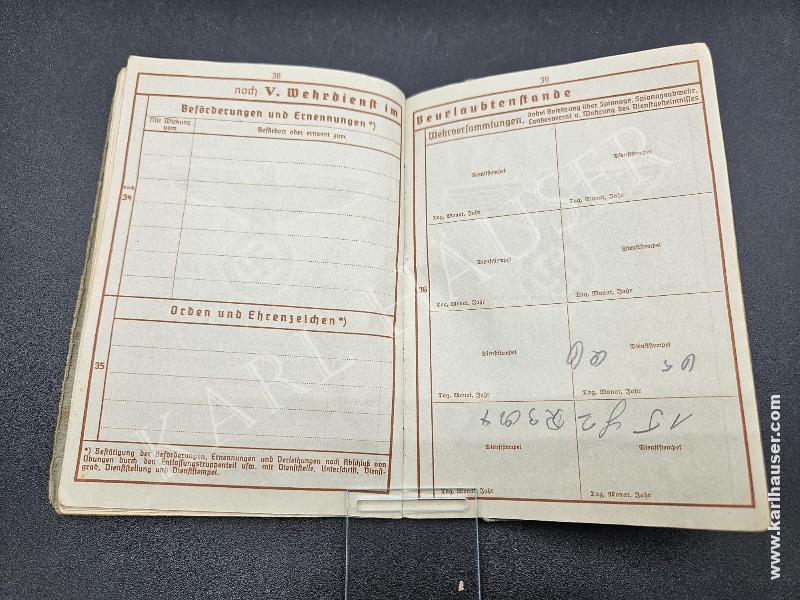 38
noch V. Wehrdienst im
Beförderungen und Ernennungen*)
Mit Wirkung vom
Befördert oder ernannt zum
noch 34
Orden und Ehrenzeichen*)
35
*) Bestätigung der Beförderungen, Ernennungen und Verleihungen nach Abschluß von
Übungen durch den Entlassungstruppenteil usw. mit Dienststelle, Unterschrift, Dienst-
grad, Dienststellung und Dienststempel.
39
Beurlaubtenstande
Wehrversammlungen, dabei Belehrung über Spionage, Spionageabwehr,
Landesverrat u. Wahrung des Dienstgeheimnisses
Dienststempel
Dienststempel
Tag, Monat, Jahr
Tag, Monat, Jahr
Dienststempel
Dienststempel
36
Tag, Monat, Jahr
Tag, Monat, Jahr
Dienststempel
Dienststempel
Tag, Monat, Jahr
Tag, Monat, Jahr
Dienststempel
Dienststempel
Tag, Monat, Jahr
Tag, Monat, Jahr
KARL HAUSER
www.karlhauser.com